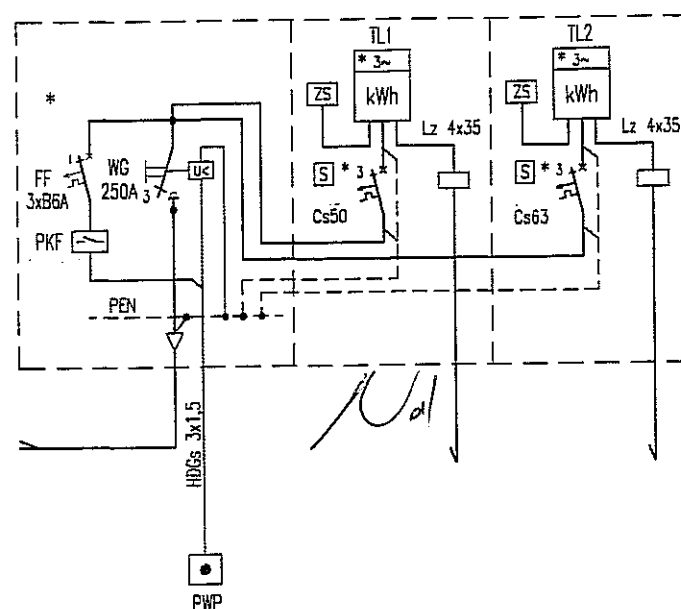 TL1
TL2
* 3~
* 3~
ZS
kWh
ZS
kWh
*
Lz 4x35
Lz 4x35
1
FF
3xB6A
WG
250A
3
U<
S * 3
S * 3
PKF
Cs50
Cs63
PEN
HDGs 3x1,5
PWP